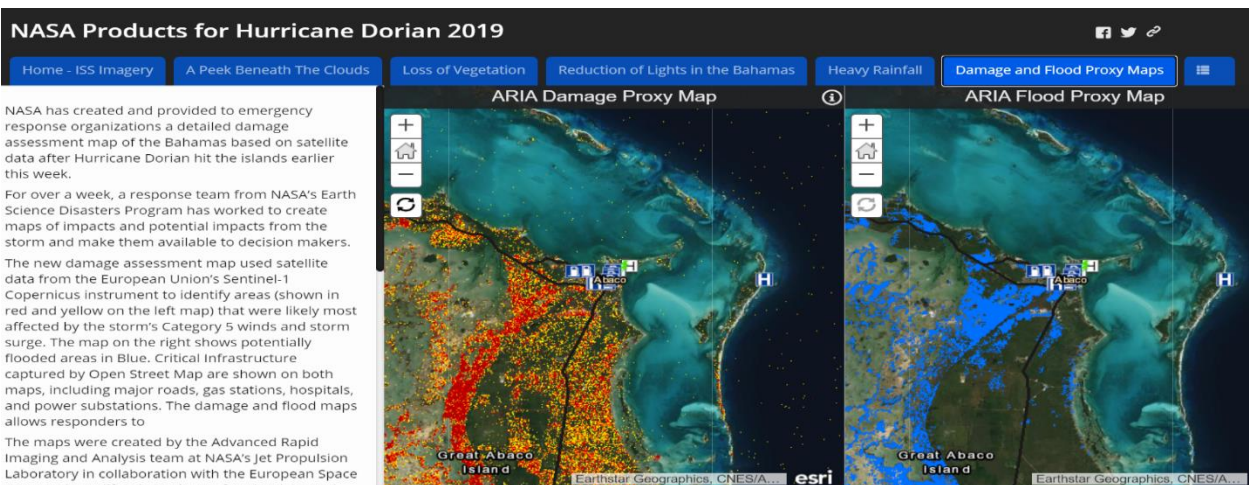 NASA Products for Hurricane Dorian 2019
Home - ISS Imagery
A Peek Beneath The Clouds
Loss of Vegetation
Reduction of Lights in the Bahamas
Heavy Rainfall
Damage and Flood Proxy Maps
NASA has created and provided to emergency
response organizations a detailed damage
assessment map of the Bahamas based on satellite
data after Hurricane Dorian hit the islands earlier
this week.
For over a week, a response team from NASA's Earth
Science Disasters Program has worked to create
maps of impacts and potential impacts from the
storm and make them available to decision makers.
The new damage assessment map used satellite
data from the European Union's Sentinel-1
Copernicus instrument to identify areas (shown in
red and yellow on the left map) that were likely most
affected by the storm's Category 5 winds and storm
surge. The map on the right shows potentially
flooded areas in Blue. Critical Infrastructure
captured by Open Street Map are shown on both
maps, including major roads, gas stations, hospitals,
and power substations. The damage and flood maps
allows responders to
The maps were created by the Advanced Rapid
Imaging and Analysis team at NASA's Jet Propulsion
Laboratory in collaboration with the European Space
ARIA Damage Proxy Map
H
Abaco
H
Great Abaco
Island
Earthstar Geographics, CNES/A...
esri
ARIA Flood Proxy Map
H
Abaco
H
Great Abaco
Island
Earthstar Geographics, CNES/A...